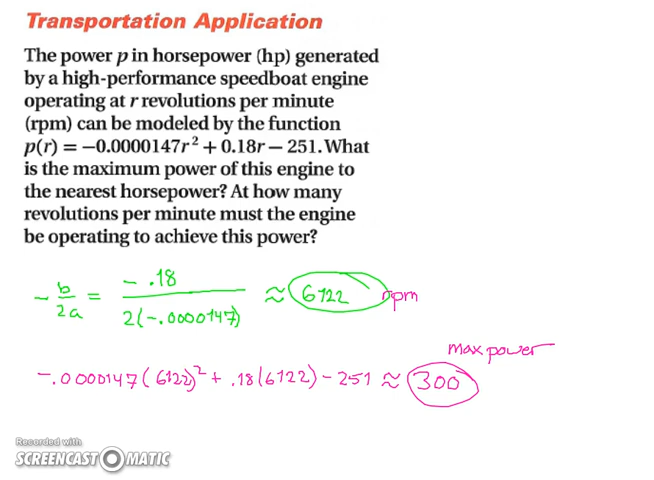 Transportation Application
The power p in horsepower (hp) generated
by a high-performance speedboat engine
operating at r revolutions per minute
(rpm) can be modeled by the function
p(r) = −0.0000147r² + 0.18r − 251. What
is the maximum power of this engine to
the nearest horsepower? At how many
revolutions per minute must the engine
be operating to achieve this power?
- b/2a = - .18 / 2(-.0000147) ≈ 6122 rpm
max power
-.0000147(6122)² + .18(6122) - 251 ≈ 300
Recorded with
SCREENCAST-O-MATIC